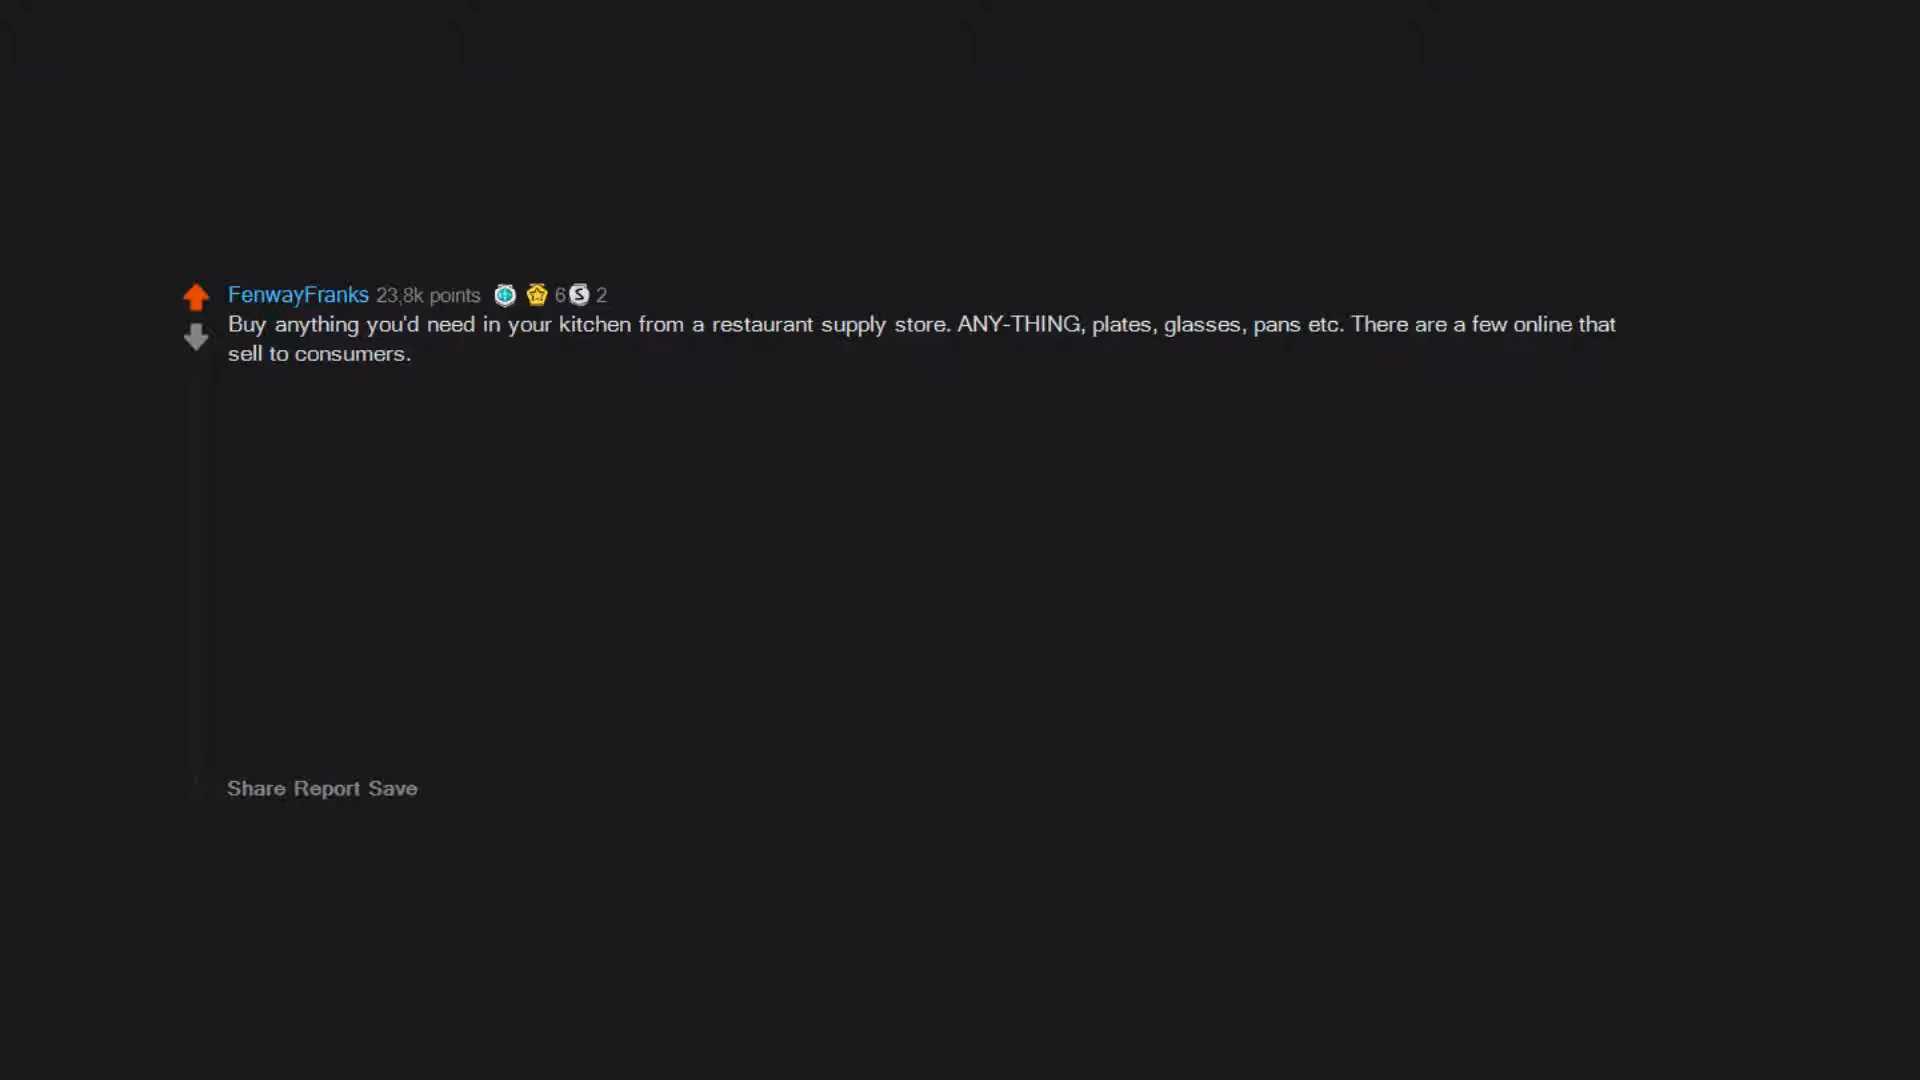 FenwayFranks 23,8k points 6 S 2
Buy anything you'd need in your kitchen from a restaurant supply store. ANY-THING, plates, glasses, pans etc. There are a few online that
sell to consumers.
Share Report Save